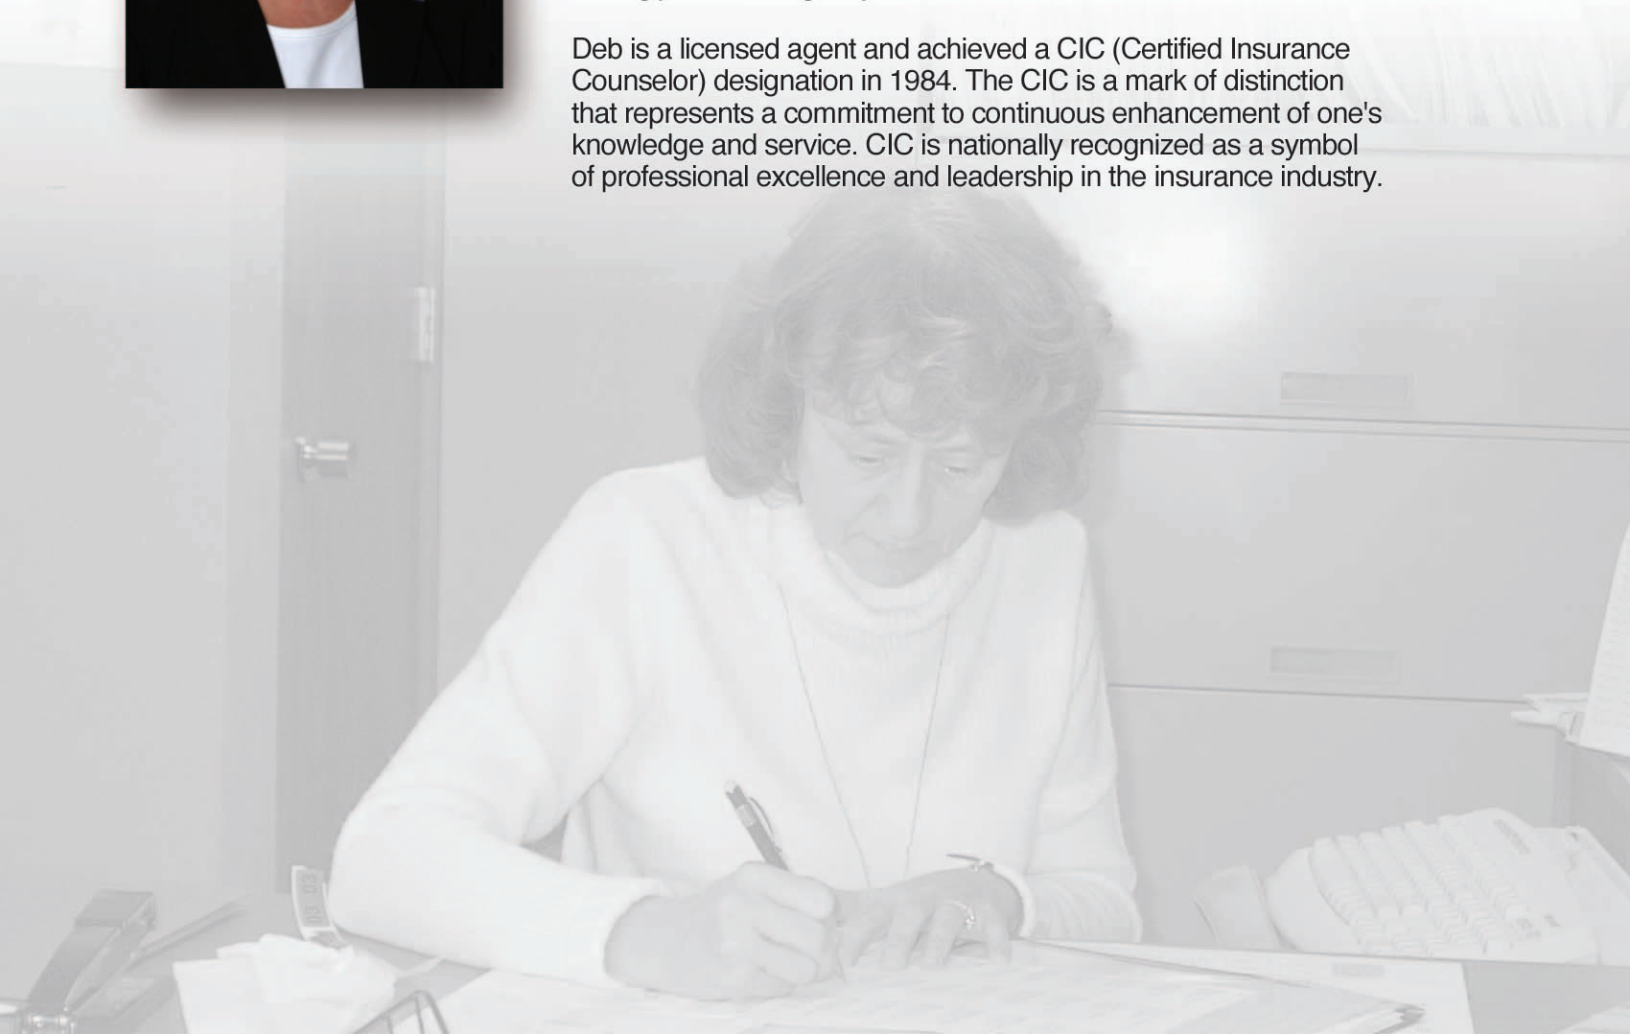 Deb is a licensed agent and achieved a CIC (Certified Insurance
Counselor) designation in 1984. The CIC is a mark of distinction
that represents a commitment to continuous enhancement of one's
knowledge and service. CIC is nationally recognized as a symbol
of professional excellence and leadership in the insurance industry.